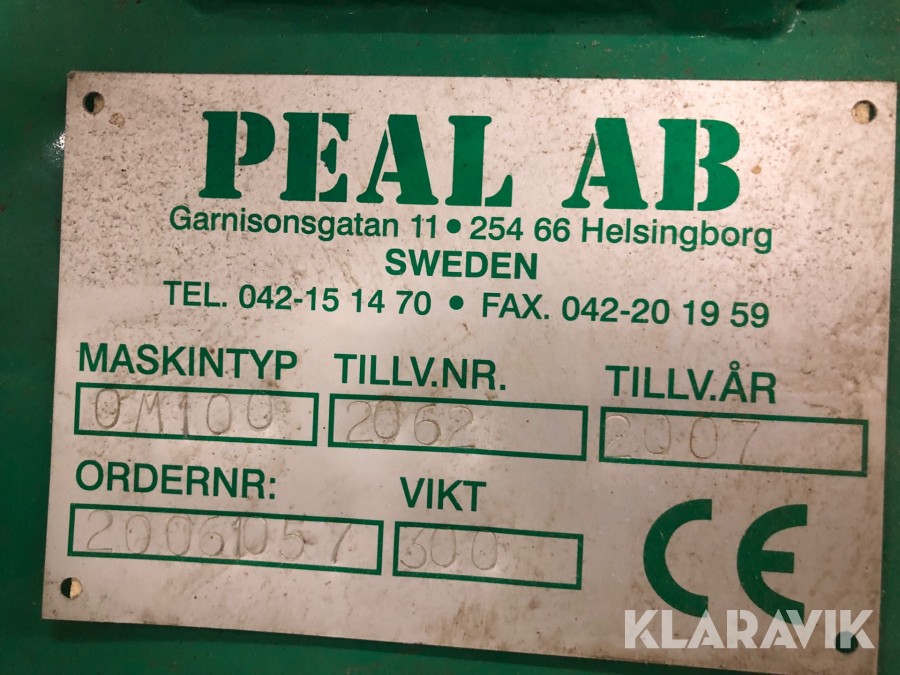 PEAL AB
Garnisonsgatan 11 • 254 66 Helsingborg
SWEDEN
TEL. 042-15 14 70 • FAX. 042-20 19 59
MASKINTYP TILLV.NR. TILLV.ÅR
OM100 2062 2007
ORDERNR: VIKT
20061057 300
CE
KLARAVIK